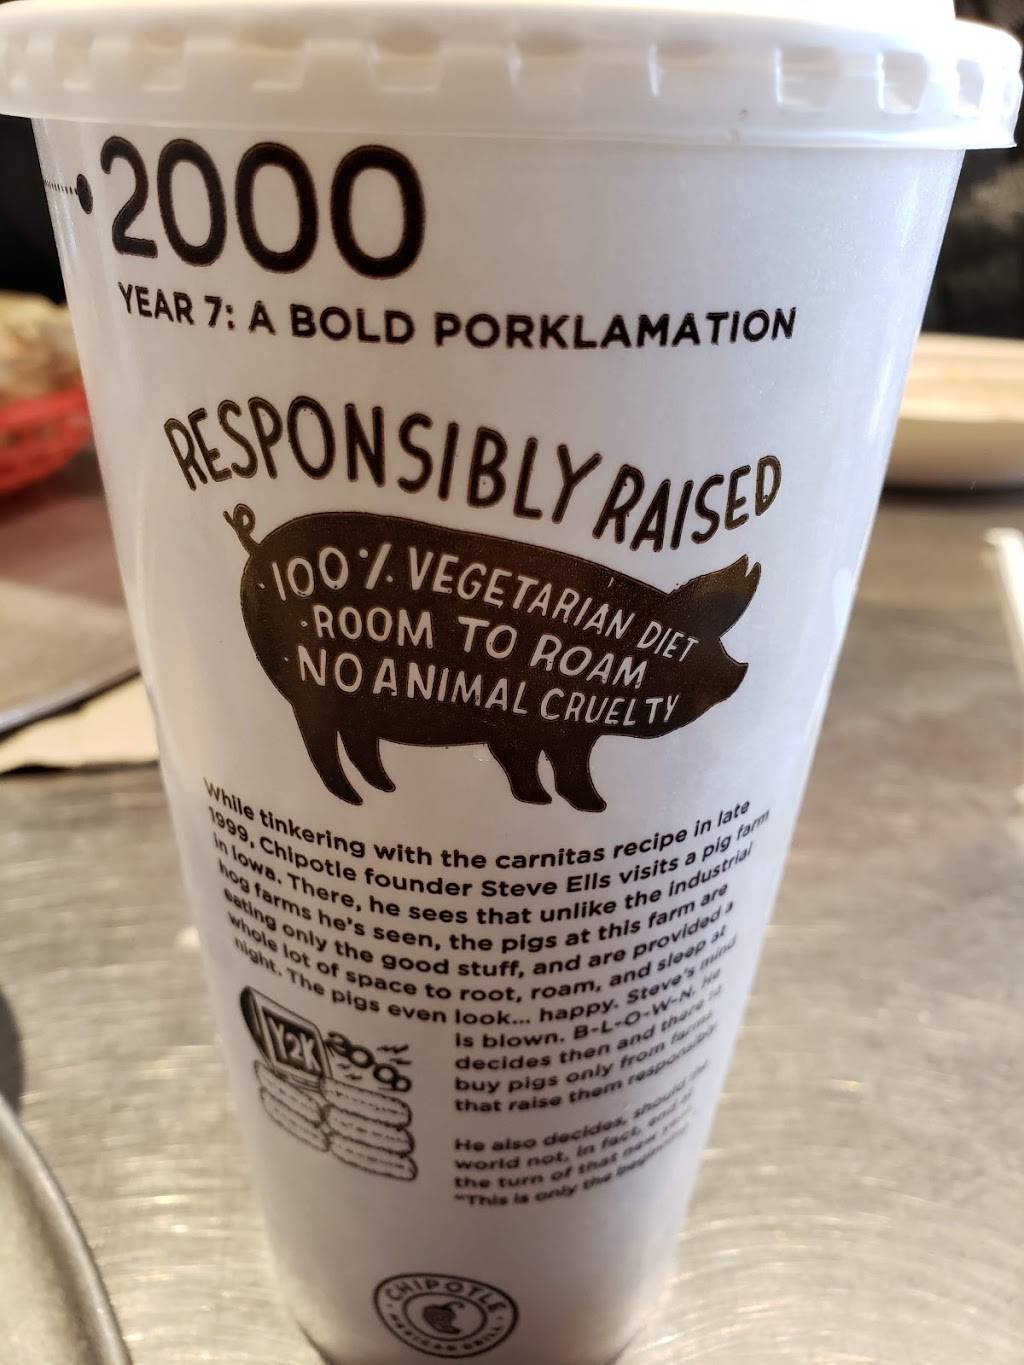 2000
YEAR 7: A BOLD PORKLAMATION
RESPONSIBLY RAISED
· 100% VEGETARIAN DIET
· ROOM TO ROAM
· NO ANIMAL CRUELTY
While tinkering with the carnitas recipe in late
1999, Chipotle founder Steve Ells visits a pig farm
in Iowa. There, he sees that unlike the industrial
hog farms he's seen, the pigs at this farm are
eating only the good stuff, and are provided a
whole lot of space to root, roam, and sleep at
night. The pigs even look... happy. Steve's mind
is blown. B-L-O-W-N. He
decides then and there to
buy pigs only from farms
that raise them responsibly.
Y2K
He also decides, should the
world not, in fact, end at
the turn of that new year,
"This is only the beginning.
CHIPOTLE
MEXICAN GRILL